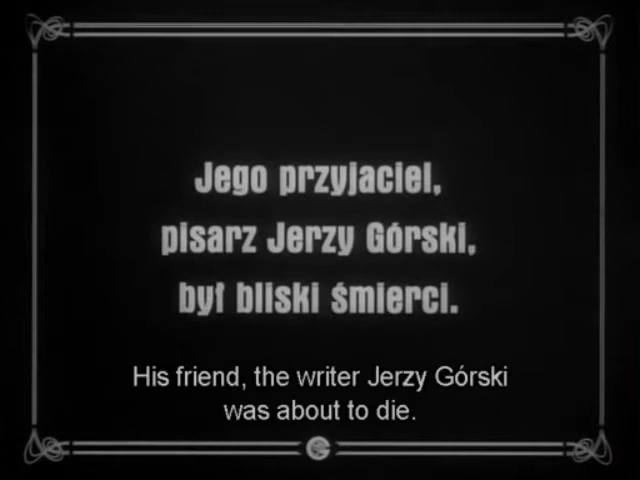 Jego przyjaciel,
pisarz Jerzy Górski,
był bliski śmierci.
His friend, the writer Jerzy Górski
was about to die.